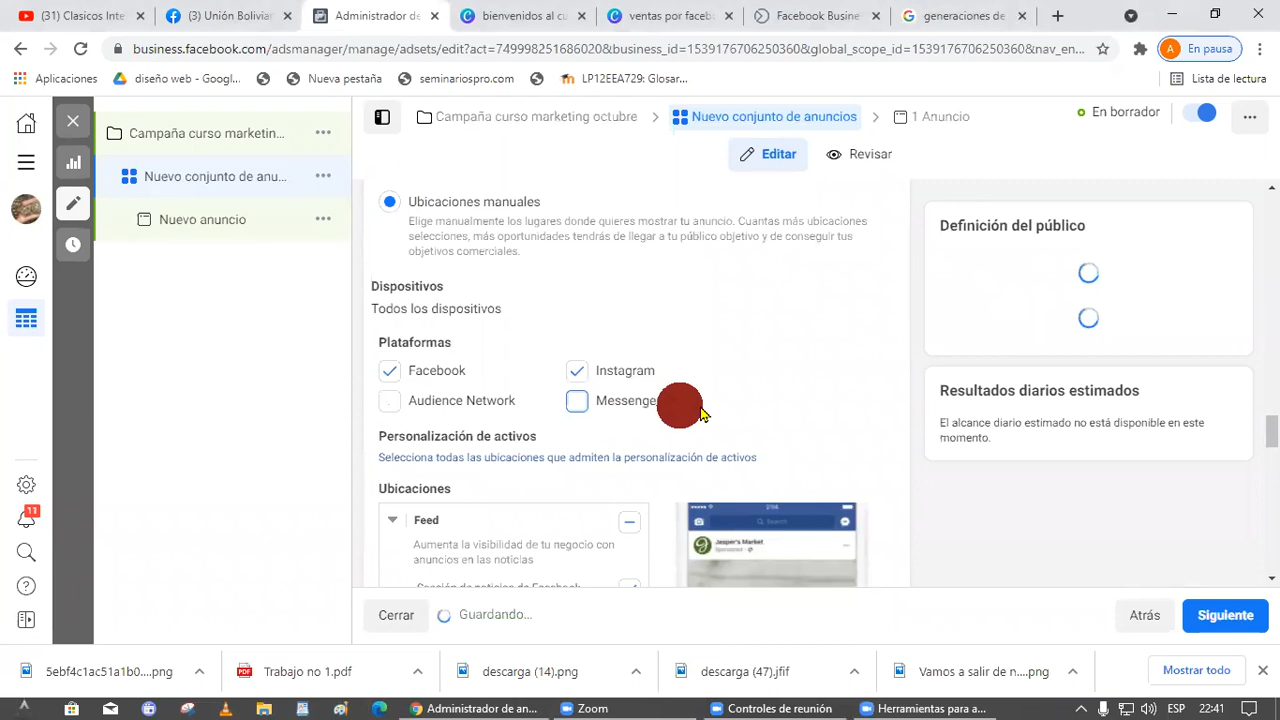 (31) Clasicos Inte
(3) Unión Bolivian
Administrador de
bienvenidos al cu
ventas por faceb
Facebook Busine
generaciones de
business.facebook.com/adsmanager/manage/adsets/edit?act=749998251686020&business_id=1539176706250360&global_scope_id=1539176706250360&nav_en...
A En pausa
Aplicaciones
diseño web - Googl...
Nueva pestaña
seminariospro.com
LP12EEA729: Glosar...
Lista de lectura
Campaña curso marketin...
Nuevo conjunto de anu...
Nuevo anuncio
Campaña curso marketing octubre
Nuevo conjunto de anuncios
1 Anuncio
En borrador
Editar
Revisar
Ubicaciones manuales
Elige manualmente los lugares donde quieres mostrar tu anuncio. Cuantas más ubicaciones
selecciones, más oportunidades tendrás de llegar a tu público objetivo y de conseguir tus
objetivos comerciales.
Dispositivos
Todos los dispositivos
Plataformas
Facebook
Instagram
Audience Network
Messenge
Personalización de activos
Selecciona todas las ubicaciones que admiten la personalización de activos
Ubicaciones
Feed
Aumenta la visibilidad de tu negocio con
anuncios en las noticias
Sección de noticias de Facebook
Search
Jasper's Market
Sponsored
Definición del público
Resultados diarios estimados
El alcance diario estimado no está disponible en este
momento.
11
Cerrar
Guardando...
Atrás
Siguiente
5ebf4c1ac51a1b0....png
Trabajo no 1.pdf
descarga (14).png
descarga (47).jfif
Vamos a salir de n....png
Mostrar todo
Administrador de an...
Zoom
Controles de reunión
Herramientas para a...
ESP
22:41